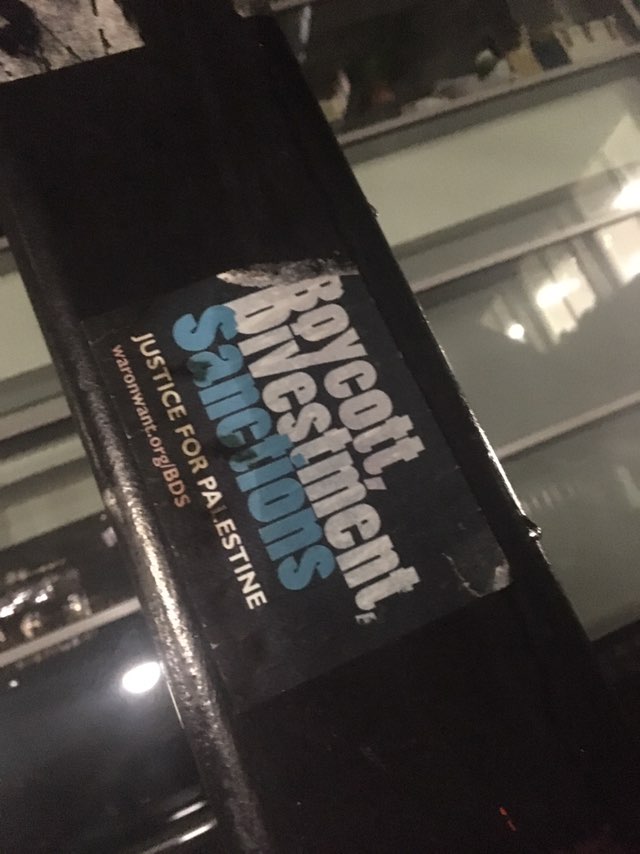 Boycott,
Divestment,
Sanctions
JUSTICE FOR PALESTINE
waronwant.org/BDS